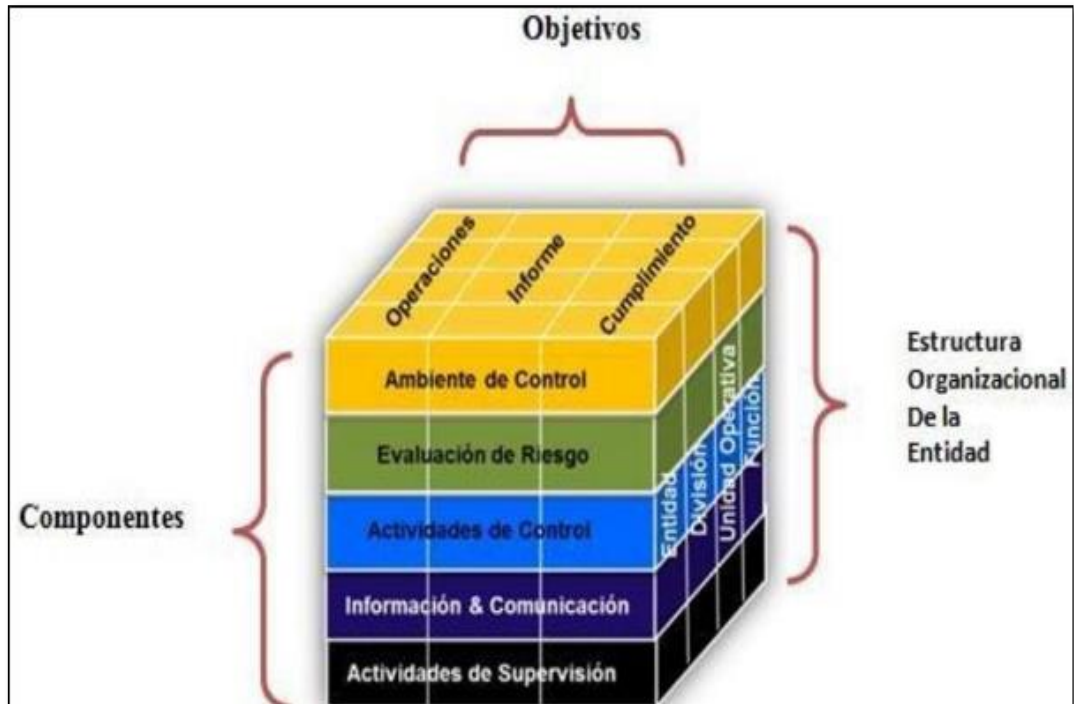 Objetivos
Operaciones
Informe
Cumplimiento
Ambiente de Control
Evaluación de Riesgo
Actividades de Control
Información & Comunicación
Actividades de Supervisión
Entidad
División
Unidad Operativa
Función
Componentes
Estructura
Organizacional
De la
Entidad